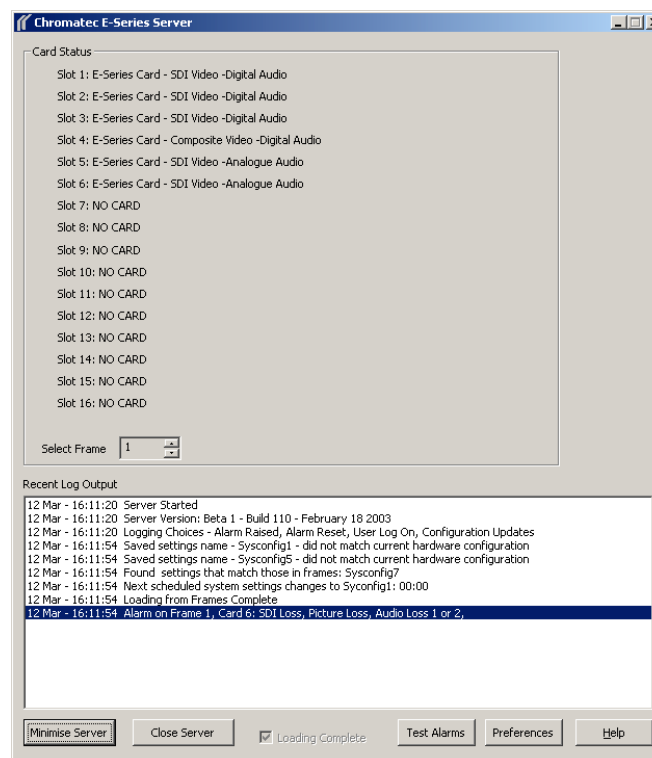 Chromatec E-Series Server
Card Status
Slot 1: E-Series Card - SDI Video -Digital Audio
Slot 2: E-Series Card - SDI Video -Digital Audio
Slot 3: E-Series Card - SDI Video -Digital Audio
Slot 4: E-Series Card - Composite Video -Digital Audio
Slot 5: E-Series Card - SDI Video -Analogue Audio
Slot 6: E-Series Card - SDI Video -Analogue Audio
Slot 7: NO CARD
Slot 8: NO CARD
Slot 9: NO CARD
Slot 10: NO CARD
Slot 11: NO CARD
Slot 12: NO CARD
Slot 13: NO CARD
Slot 14: NO CARD
Slot 15: NO CARD
Slot 16: NO CARD
Select Frame 1
Recent Log Output
12 Mar - 16:11:20 Server Started
12 Mar - 16:11:20 Server Version: Beta 1 - Build 110 - February 18 2003
12 Mar - 16:11:20 Logging Choices - Alarm Raised, Alarm Reset, User Log On, Configuration Updates
12 Mar - 16:11:54 Saved settings name - Sysconfig1 - did not match current hardware configuration
12 Mar - 16:11:54 Saved settings name - Sysconfig5 - did not match current hardware configuration
12 Mar - 16:11:54 Found settings that match those in frames: Sysconfig7
12 Mar - 16:11:54 Next scheduled system settings changes to Syconfig1: 00:00
12 Mar - 16:11:54 Loading from Frames Complete
12 Mar - 16:11:54 Alarm on Frame 1, Card 6: SDI Loss, Picture Loss, Audio Loss 1 or 2,
Minimise Server Close Server Loading Complete Test Alarms Preferences Help